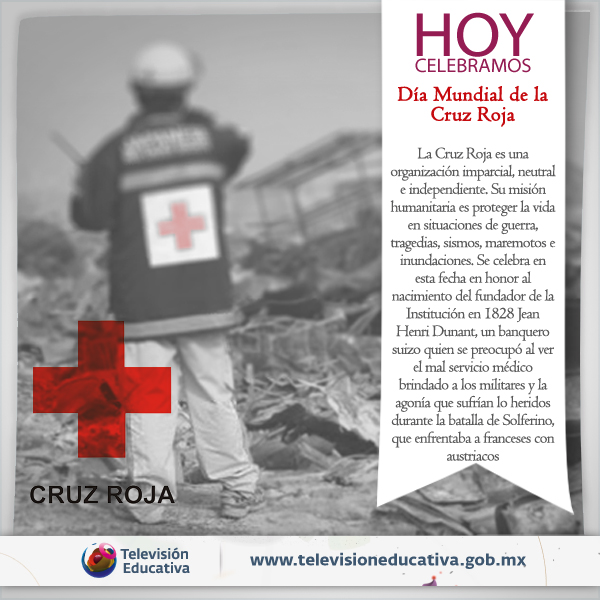 HOY
CELEBRAMOS
Día Mundial de la
Cruz Roja
La Cruz Roja es una
organización imparcial, neutral
e independiente. Su misión
humanitaria es proteger la vida
en situaciones de guerra,
tragedias, sismos, maremotos e
inundaciones. Se celebra en
esta fecha en honor al
nacimiento del fundador de la
Institución en 1828 Jean
Henri Dunant, un banquero
suizo quien se preocupó al ver
el mal servicio médico
brindado a los militares y la
agonía que sufrían lo heridos
durante la batalla de Solferino,
que enfrentaba a franceses con
austriacos
CRUZ ROJA
Televisión
Educativa
www.televisioneducativa.gob.mx